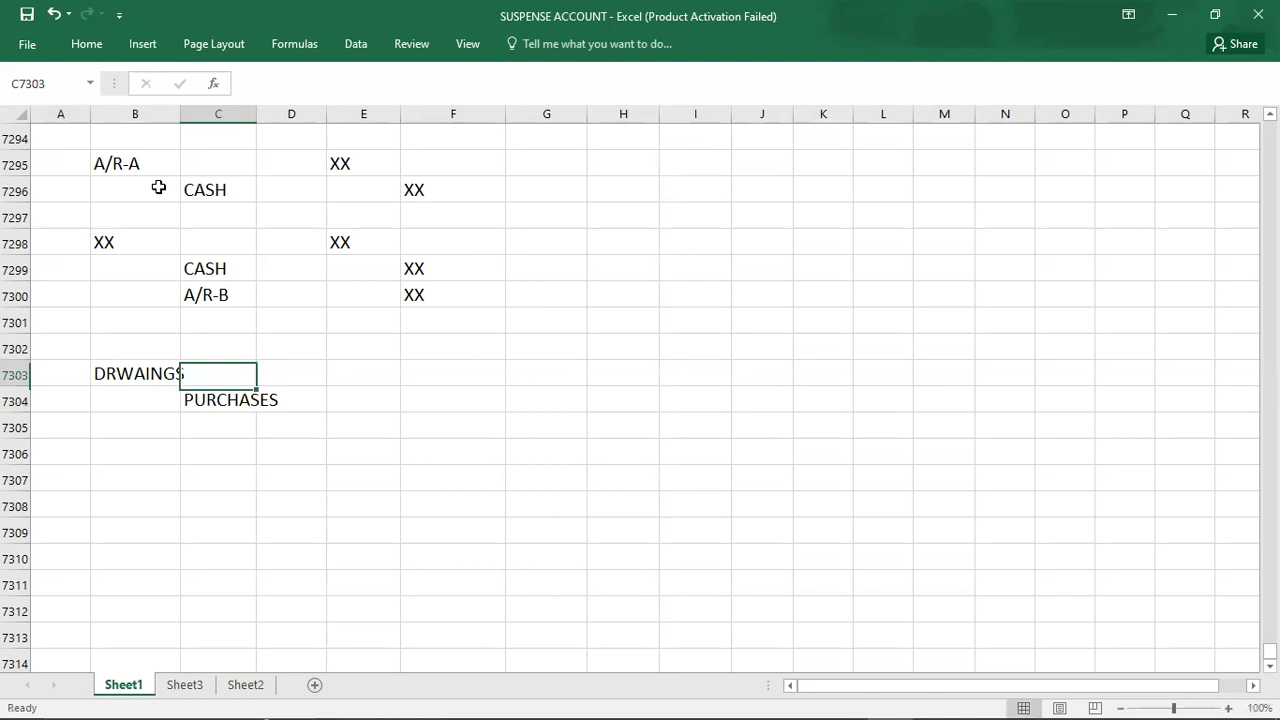 SUSPENSE ACCOUNT - Excel (Product Activation Failed)
File Home Insert Page Layout Formulas Data Review View Tell me what you want to do... Share
C7303 fx
A B C D E F G H I J K L M N O P Q R
7294
7295 A/R-A XX
7296 CASH XX
7297
7298 XX XX
7299 CASH XX
7300 A/R-B XX
7301
7302
7303 DRWAINGS
7304 PURCHASES
7305
7306
7307
7308
7309
7310
7311
7312
7313
7314
Sheet1 Sheet3 Sheet2
Ready 100%